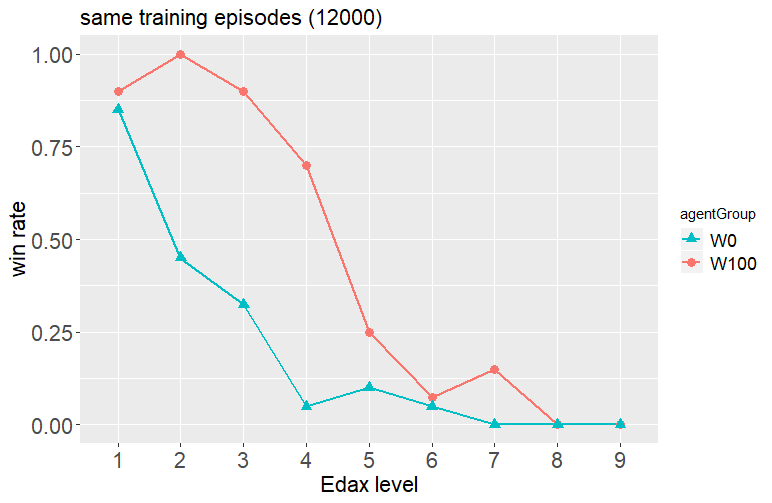 same training episodes (12000)
1.00
0.75
0.50
0.25
0.00
win rate
1 2 3 4 5 6 7 8 9
Edax level
agentGroup
W0
W100